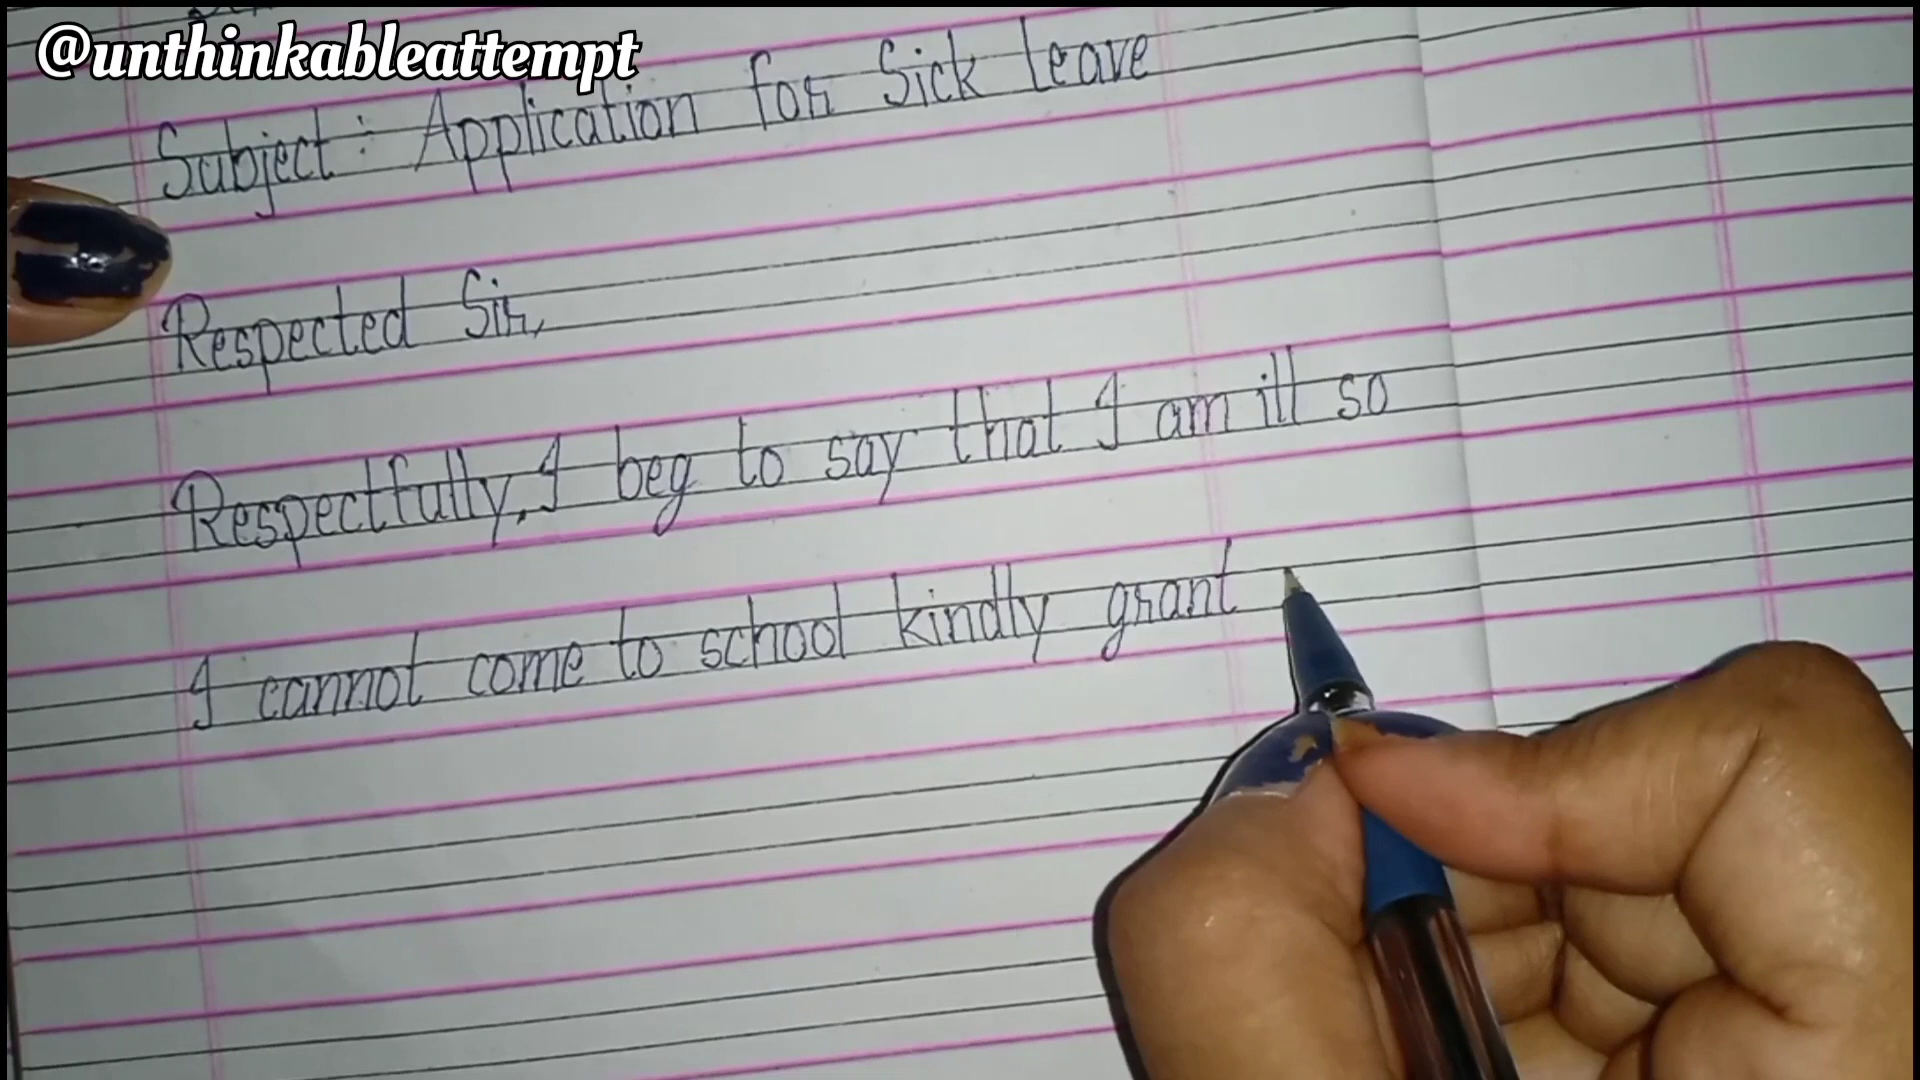 @unthinkableattempt
Subject: Application for Sick leave
Respected Sir,
Respectfully, I beg to say that I am ill so
I cannot come to school kindly grant